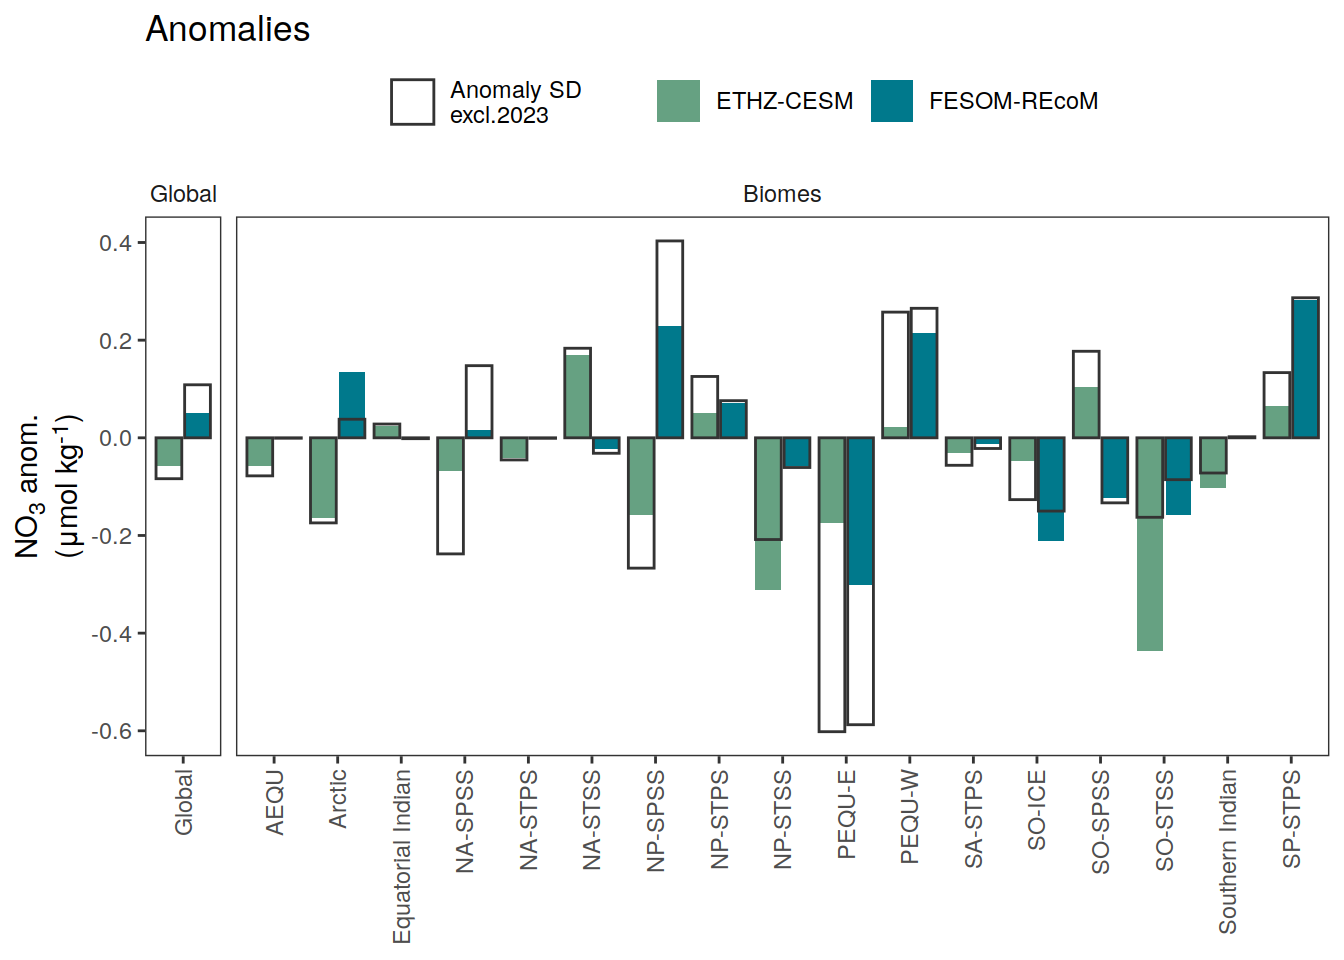 Anomalies
Anomaly SD
excl.2023
ETHZ-CESM
FESOM-REcoM
Global
Biomes
NO3 anom.
(μmol kg-1)
0.4
0.2
0.0
-0.2
-0.4
-0.6
Global
AEQU
Arctic
Equatorial Indian
NA-SPSS
NA-STPS
NA-STSS
NP-SPSS
NP-STPS
NP-STSS
PEQU-E
PEQU-W
SA-STPS
SO-ICE
SO-SPSS
SO-STSS
Southern Indian
SP-STPS